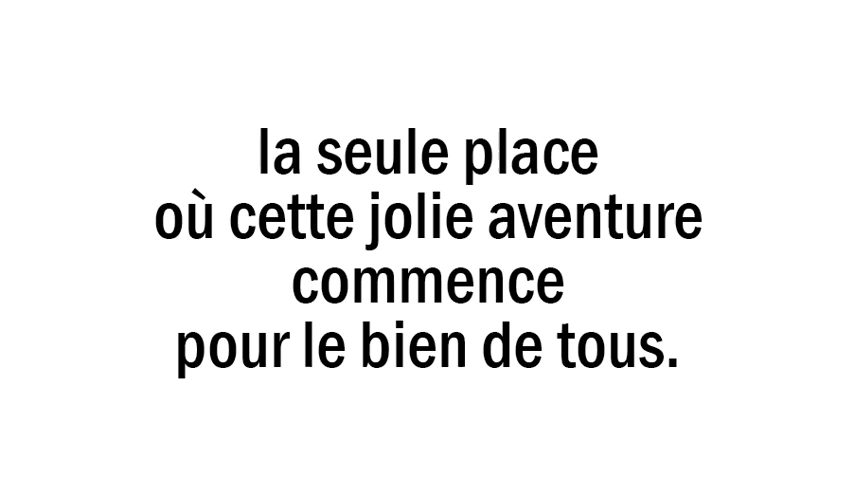 la seule place
où cette jolie aventure
commence
pour le bien de tous.